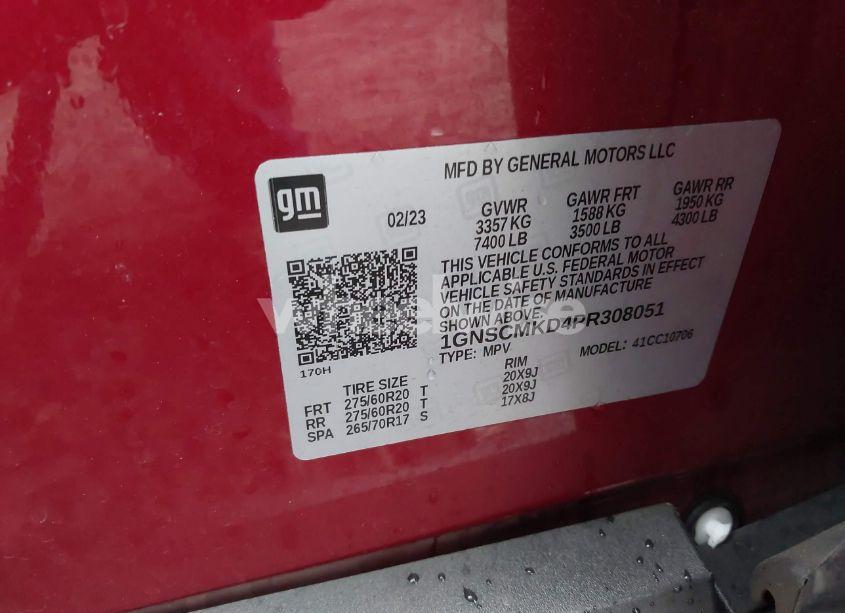 MFD BY GENERAL MOTORS LLC
gm
02/23
GVWR GAWR FRT GAWR RR
3357 KG 1588 KG 1950 KG
7400 LB 3500 LB 4300 LB
THIS VEHICLE CONFORMS TO ALL
APPLICABLE U.S. FEDERAL MOTOR
VEHICLE SAFETY STANDARDS IN EFFECT
ON THE DATE OF MANUFACTURE
SHOWN ABOVE.
1GNSCMKD4PR308051
TYPE: MPV MODEL: 41CC10706
170H
TIRE SIZE RIM
FRT 275/60R20 T 20X9J
RR 275/60R20 T 20X9J
SPA 265/70R17 S 17X8J